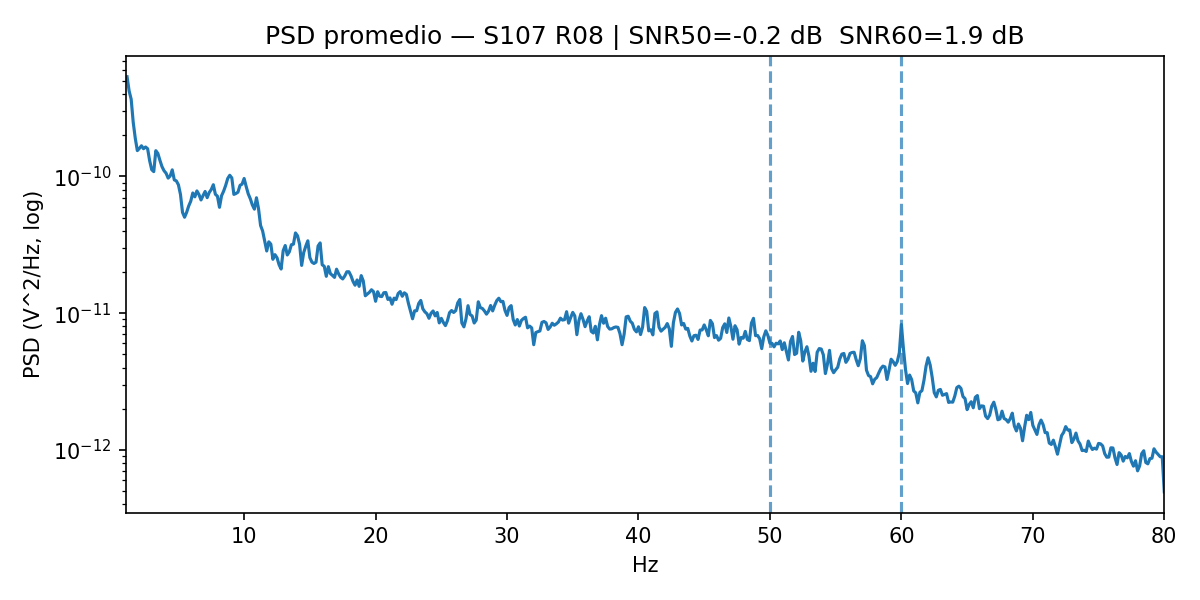 PSD promedio — S107 R08 | SNR50=-0.2 dB  SNR60=1.9 dB
PSD (V^2/Hz, log)
10⁻¹⁰
10⁻¹¹
10⁻¹²
10 20 30 40 50 60 70 80
Hz